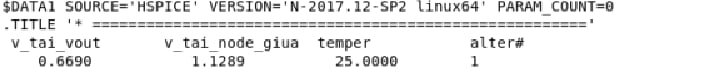 $DATA1 SOURCE='HSPICE' VERSION='N-2017.12-SP2 linux64' PARAM_COUNT=0
.TITLE '* ======================================================'
v_tai_vout v_tai_node_giua temper alter#
0.6690 1.1289 25.0000 1